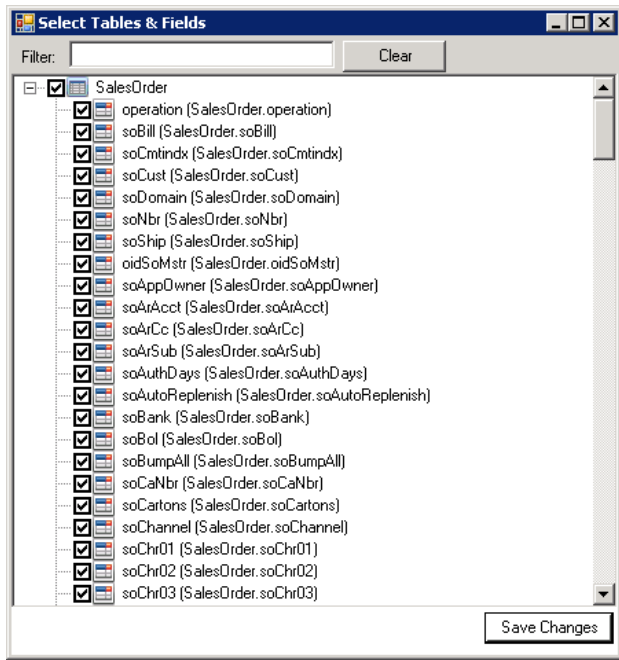 Select Tables & Fields
Filter: Clear
SalesOrder
operation (SalesOrder.operation)
soBill (SalesOrder.soBill)
soCmtindx (SalesOrder.soCmtindx)
soCust (SalesOrder.soCust)
soDomain (SalesOrder.soDomain)
soNbr (SalesOrder.soNbr)
soShip (SalesOrder.soShip)
oidSoMstr (SalesOrder.oidSoMstr)
soAppOwner (SalesOrder.soAppOwner)
soArAcct (SalesOrder.soArAcct)
soArCc (SalesOrder.soArCc)
soArSub (SalesOrder.soArSub)
soAuthDays (SalesOrder.soAuthDays)
soAutoReplenish (SalesOrder.soAutoReplenish)
soBank (SalesOrder.soBank)
soBol (SalesOrder.soBol)
soBumpAll (SalesOrder.soBumpAll)
soCaNbr (SalesOrder.soCaNbr)
soCartons (SalesOrder.soCartons)
soChannel (SalesOrder.soChannel)
soChr01 (SalesOrder.soChr01)
soChr02 (SalesOrder.soChr02)
soChr03 (SalesOrder.soChr03)
Save Changes